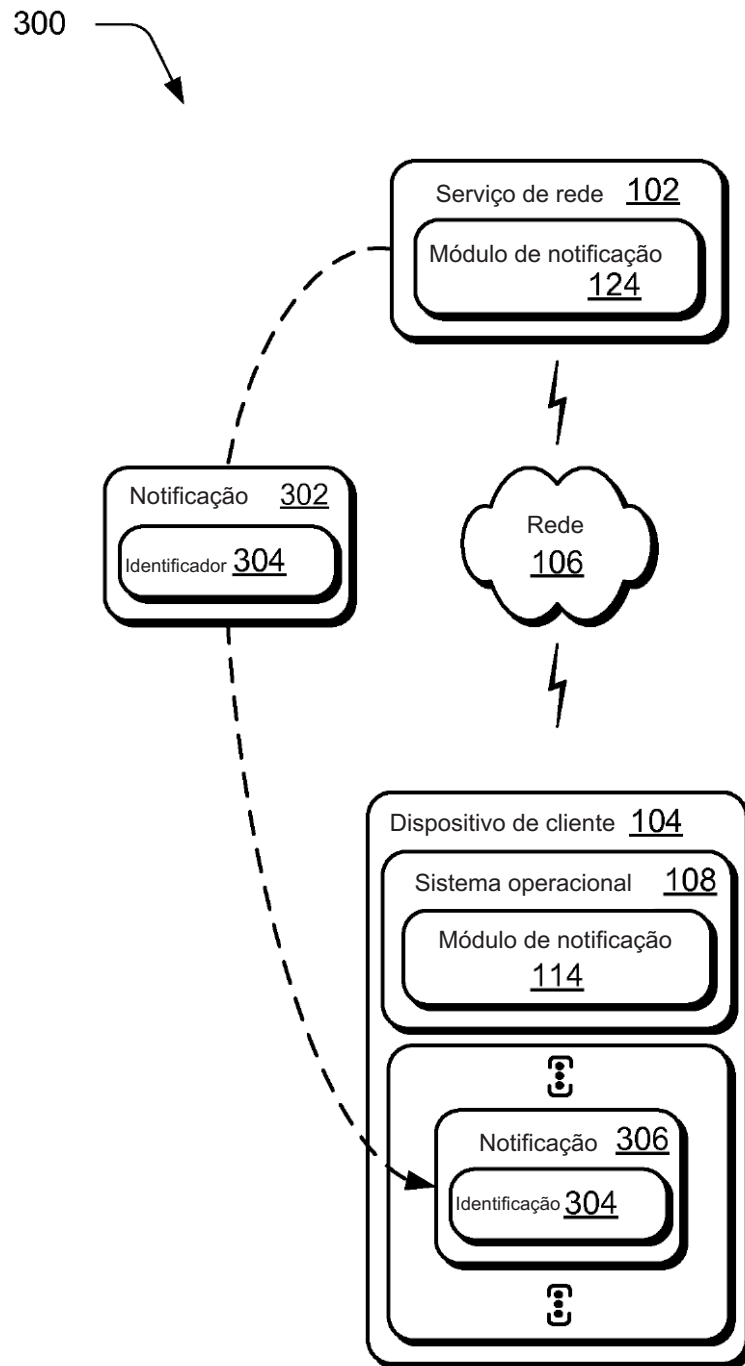 300
Serviço de rede 102
Módulo de notificação
124
Notificação 302
Identificador 304
Rede
106
Dispositivo de cliente 104
Sistema operacional 108
Módulo de notificação
114
Notificação 306
Identificação 304